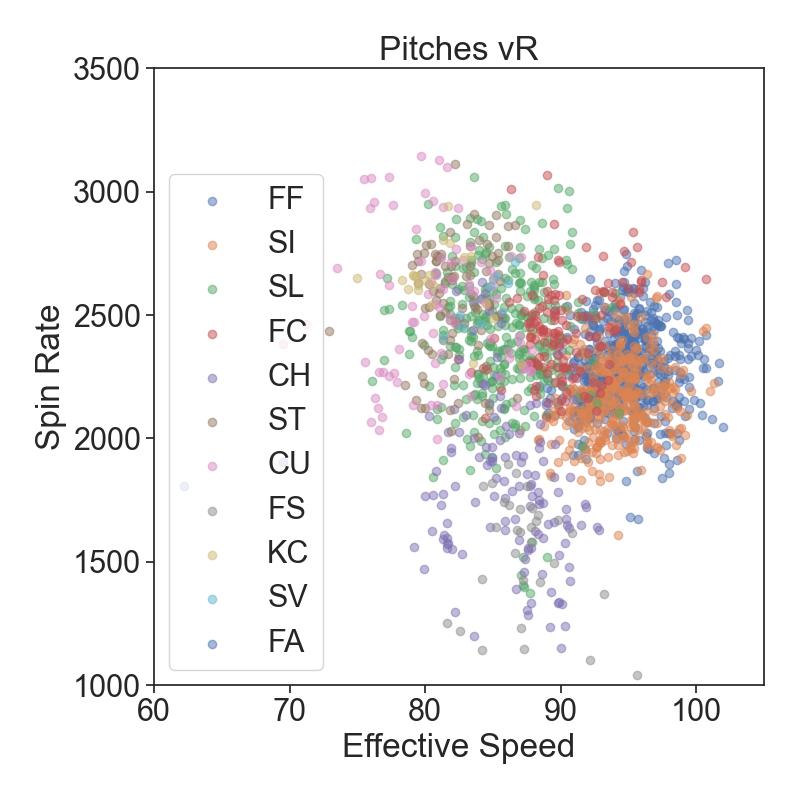 Pitches vR
3500
3000
2500
2000
1500
1000
Spin Rate
FF
SI
SL
FC
CH
ST
CU
FS
KC
SV
FA
60 70 80 90 100
Effective Speed